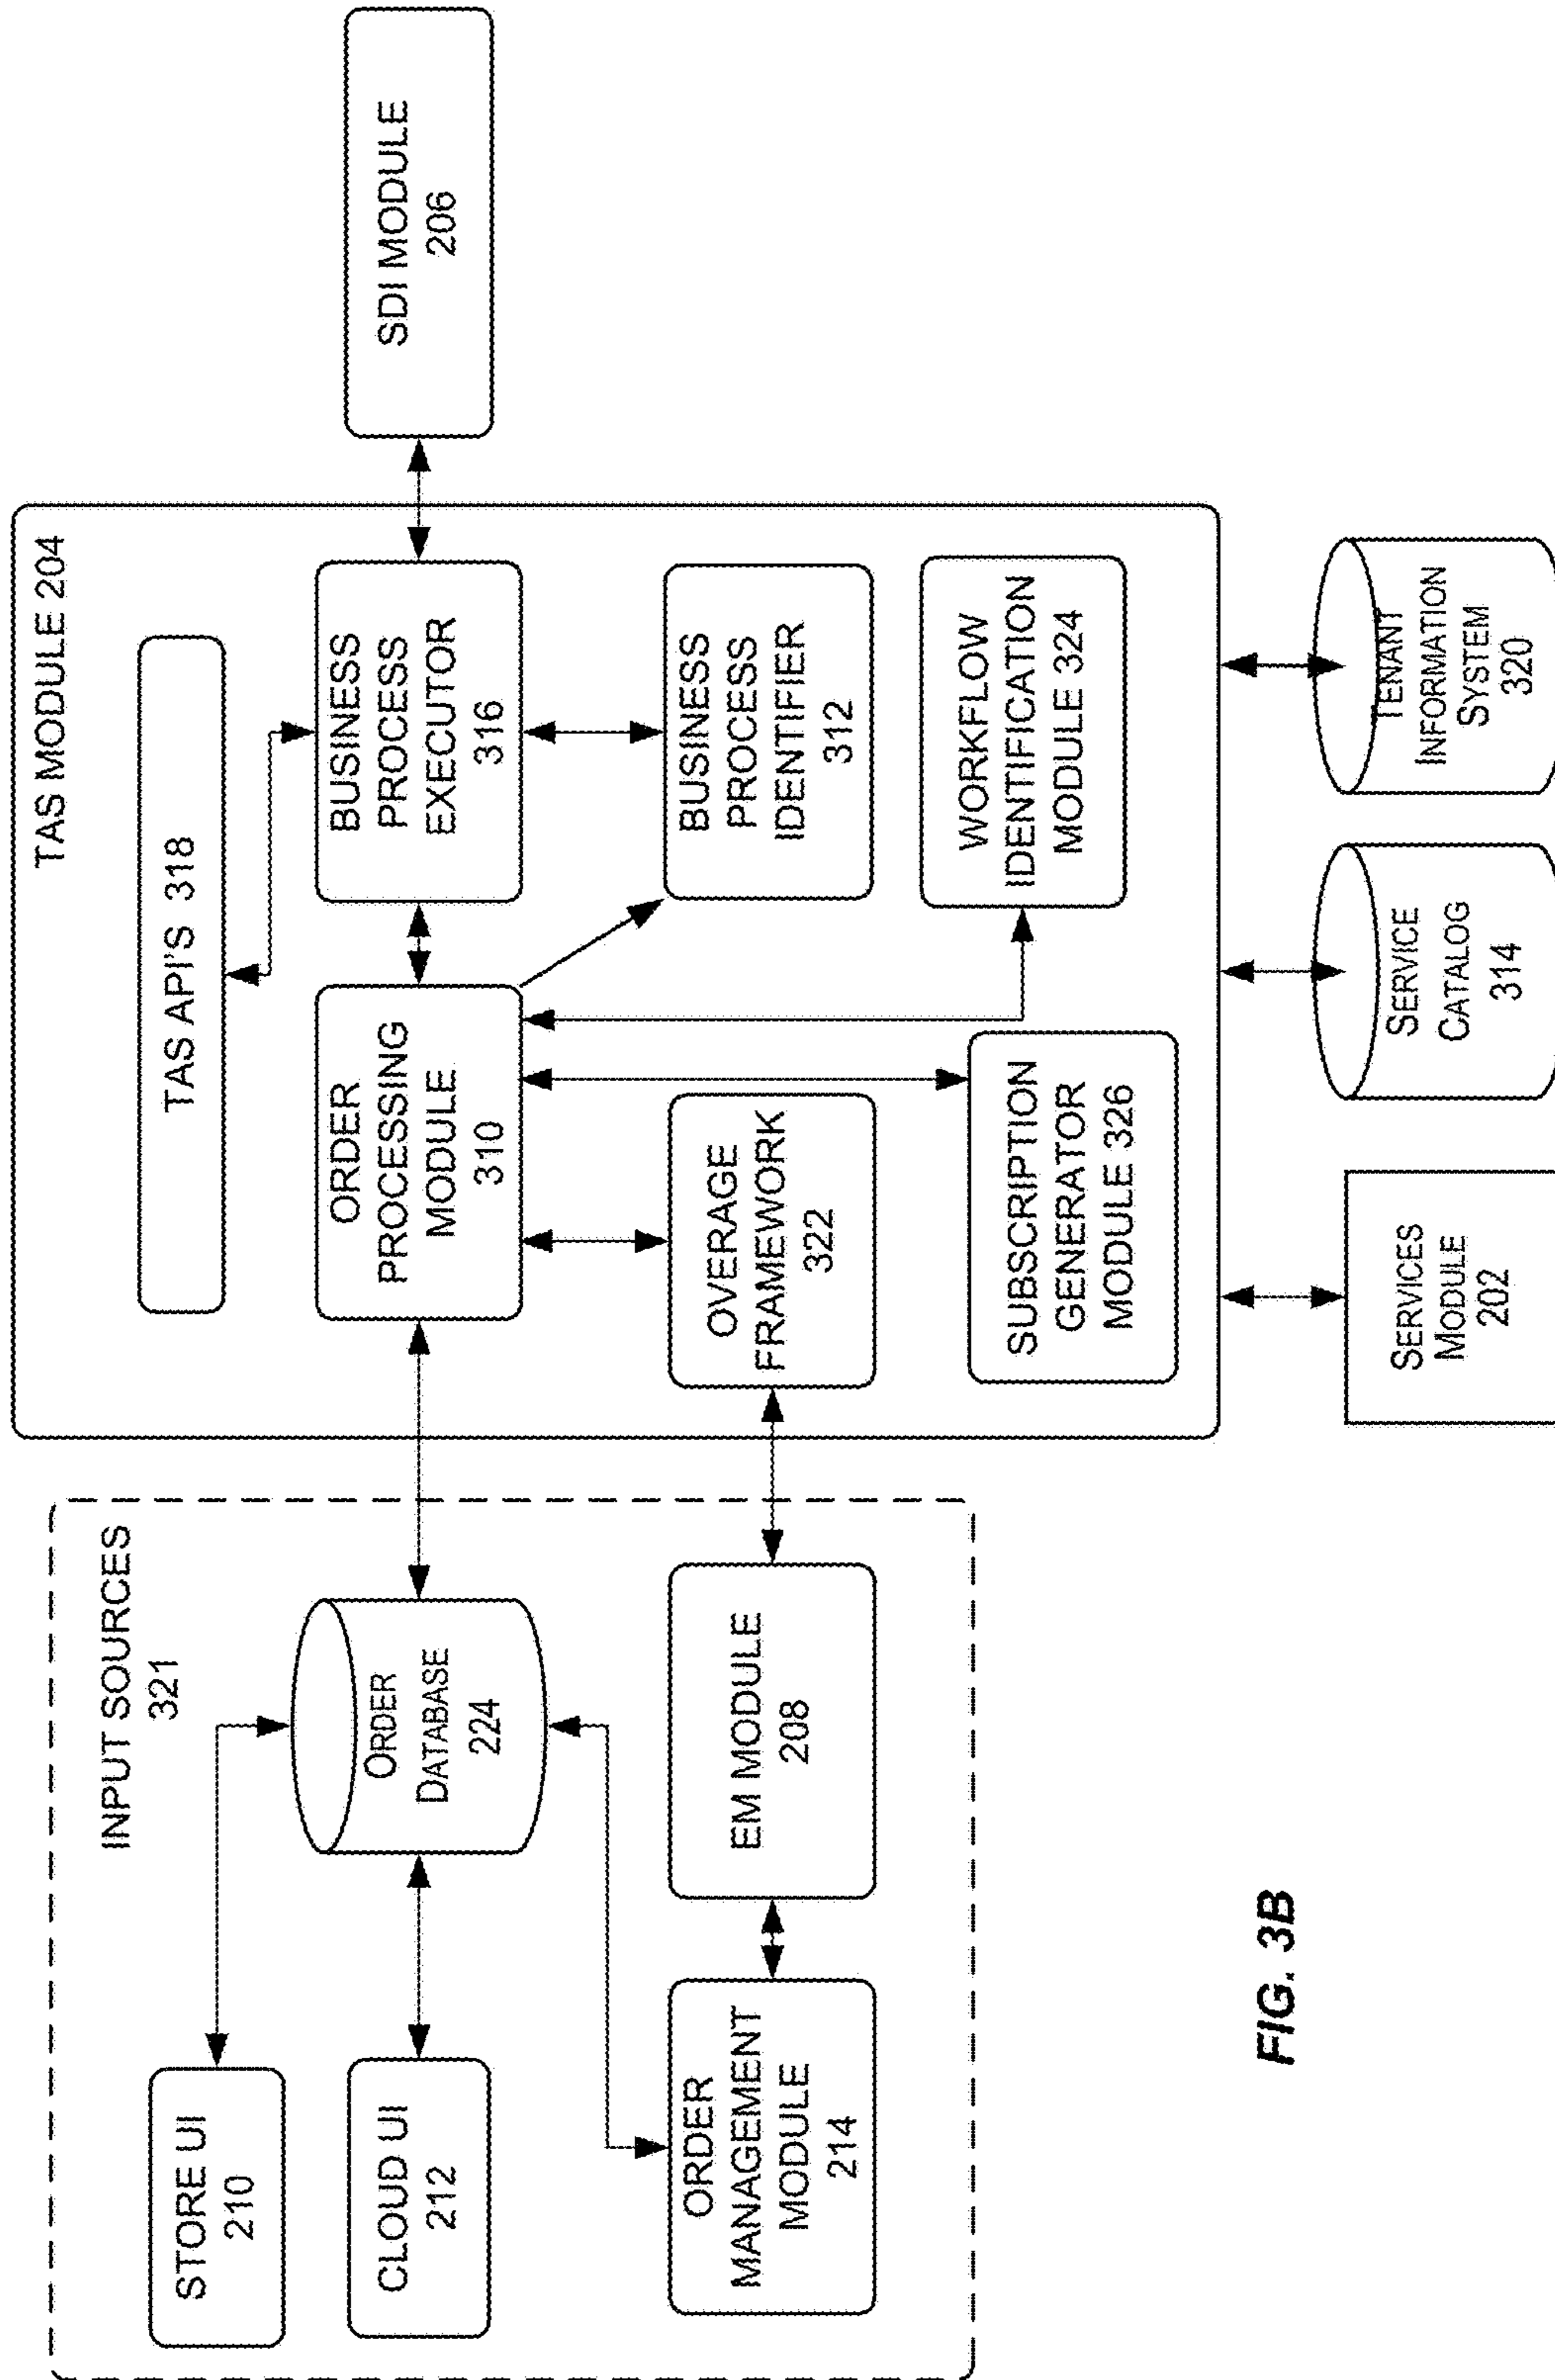 INPUT SOURCES
321
STORE UI
210
CLOUD UI
212
ORDER
DATABASE
224
ORDER
MANAGEMENT
MODULE
214
EM MODULE
208
TAS MODULE 204
TAS API'S 318
ORDER
PROCESSING
MODULE
310
BUSINESS
PROCESS
EXECUTOR
316
OVERAGE
FRAMEWORK
322
BUSINESS
PROCESS
IDENTIFIER
312
SUBSCRIPTION
GENERATOR
MODULE 326
WORKFLOW
IDENTIFICATION
MODULE 324
SDI MODULE
206
SERVICES
MODULE
202
SERVICE
CATALOG
314
TENANT
INFORMATION
SYSTEM
320
FIG. 3B